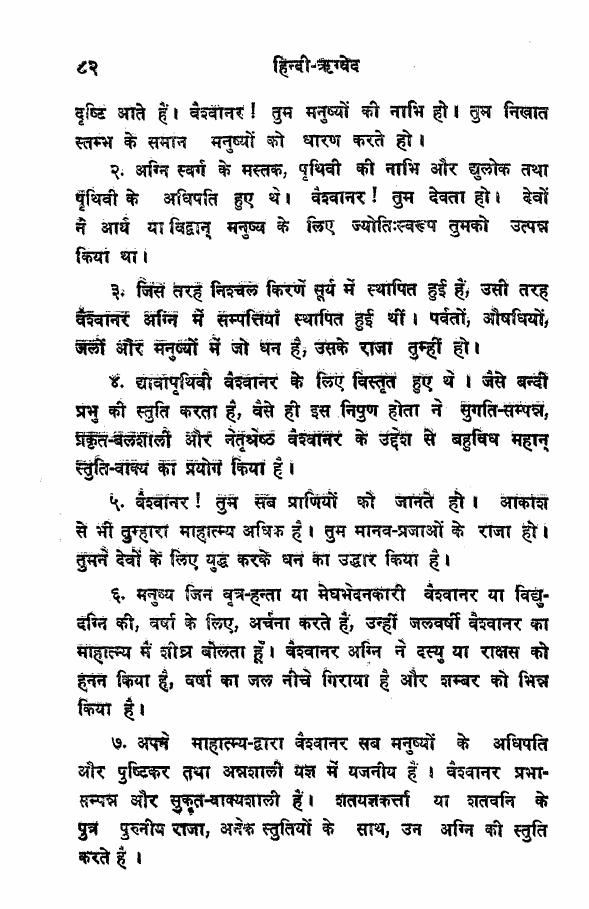 ८२ हिन्दी-ऋग्वेद
दृष्टि आते हैं। वैश्वानर! तुम मनुष्यों की नाभि हो। तुम निखात
स्तम्भ के समान मनुष्यों को धारण करते हो।
२. अग्नि स्वर्ग के मस्तक, पृथिवी की नाभि और द्युलोक तथा
पृथिवी के अधिपति हुए थे। वैश्वानर! तुम देवता हो। देवों
ने आर्य या विद्वान् मनुष्य के लिए ज्योतिःस्वरूप तुमको उत्पन्न
किया था।
३. जिस तरह निश्चल किरणें सूर्य में स्थापित हुई हैं, उसी तरह
वैश्वानर अग्नि में सम्पत्तियाँ स्थापित हुई थीं। पर्वतों, औषधियों,
जलों और मनुष्यों में जो धन है, उसके राजा तुम्हीं हो।
४. द्यावापृथिवी वैश्वानर के लिए विस्तृत हुए थे। जैसे बन्दी
प्रभु की स्तुति करता है, वैसे ही इस निपुण होता ने सुगति-सम्पन्न,
प्रकृत-बलशाली और नेतृश्रेष्ठ वैश्वानर के उद्देश से बहुविध महान्
स्तुति-वाक्य का प्रयोग किया है।
५. वैश्वानर! तुम सब प्राणियों को जानते हो। आकाश
से भी तुम्हारा माहात्म्य अधिक है। तुम मानव-प्रजाओं के राजा हो।
तुमने देवों के लिए युद्ध करके धन का उद्धार किया है।
६. मनुष्य जिन वृत्र-हन्ता या मेघभेदनकारी वैश्वानर या विद्यु-
दग्नि की, वर्षा के लिए, अर्चना करते हैं, उन्हीं जलवर्षी वैश्वानर का
माहात्म्य मैं शीघ्र बोलता हूँ। वैश्वानर अग्नि ने दस्यु या राक्षस को
हनन किया है, वर्षा का जल नीचे गिराया है और शम्बर को भिन्न
किया है।
७. अपने माहात्म्य-द्वारा वैश्वानर सब मनुष्यों के अधिपति
और पुष्टिकर तथा अन्नशाली यज्ञ में यजनीय हैं। वैश्वानर प्रभा-
सम्पन्न और सुकृत-वाक्यशाली हैं। शतयज्ञकर्त्ता या शतवनि के
पुत्र पुरुनीय राजा, अनेक स्तुतियों के साथ, उन अग्नि की स्तुति
करते है।